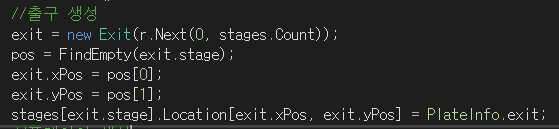 //출구 생성
exit = new Exit(r.Next(0, stages.Count));
pos = FindEmpty(exit.stage);
exit.xPos = pos[0];
exit.yPos = pos[1];
stages[exit.stage].Location[exit.xPos, exit.yPos] = PlateInfo.exit;